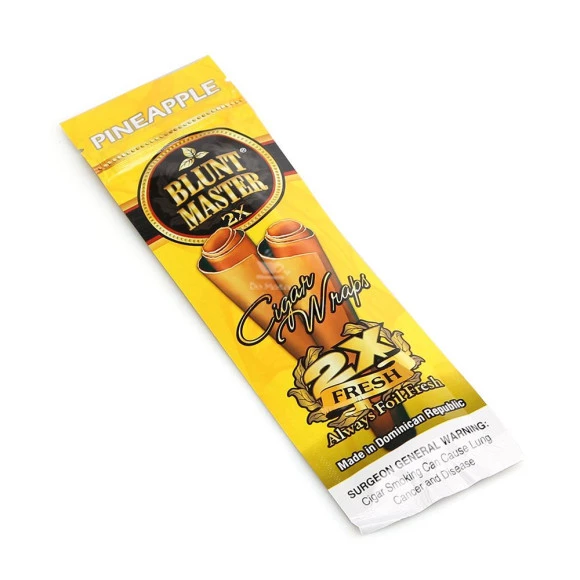 PINEAPPLE
BLUNT®
MASTER
2X
Cigar
Wraps
2X
FRESH
Always Foil Fresh
Made in Dominican Republic
SURGEON GENERAL WARNING:
Cigar Smoking Can Cause Lung
Cancer and Disease